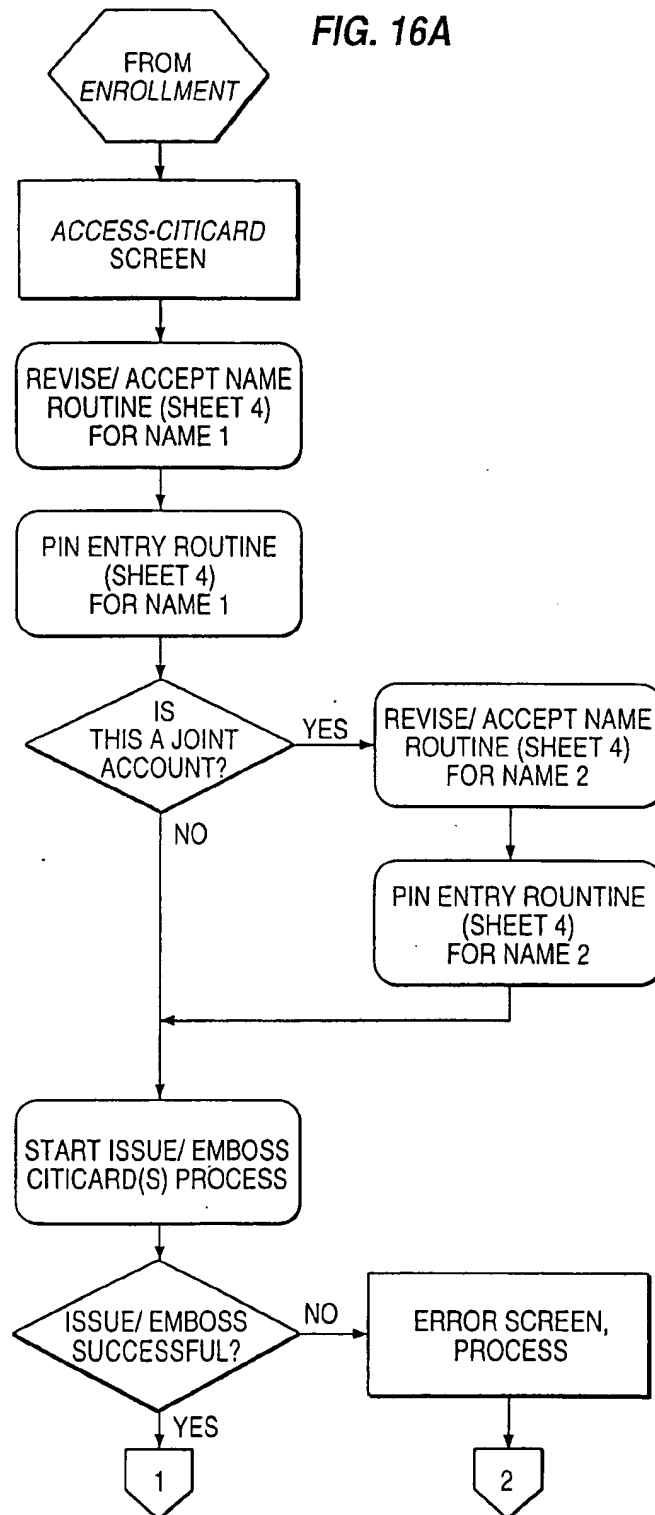 FIG. 16A
FROM
ENROLLMENT
ACCESS-CITICARD
SCREEN
REVISE/ ACCEPT NAME
ROUTINE (SHEET 4)
FOR NAME 1
PIN ENTRY ROUTINE
(SHEET 4)
FOR NAME 1
IS
THIS A JOINT
ACCOUNT?
YES
REVISE/ ACCEPT NAME
ROUTINE (SHEET 4)
FOR NAME 2
NO
PIN ENTRY ROUNTINE
(SHEET 4)
FOR NAME 2
START ISSUE/ EMBOSS
CITICARD(S) PROCESS
ISSUE/ EMBOSS
SUCCESSFUL?
NO
ERROR SCREEN,
PROCESS
YES
1
2